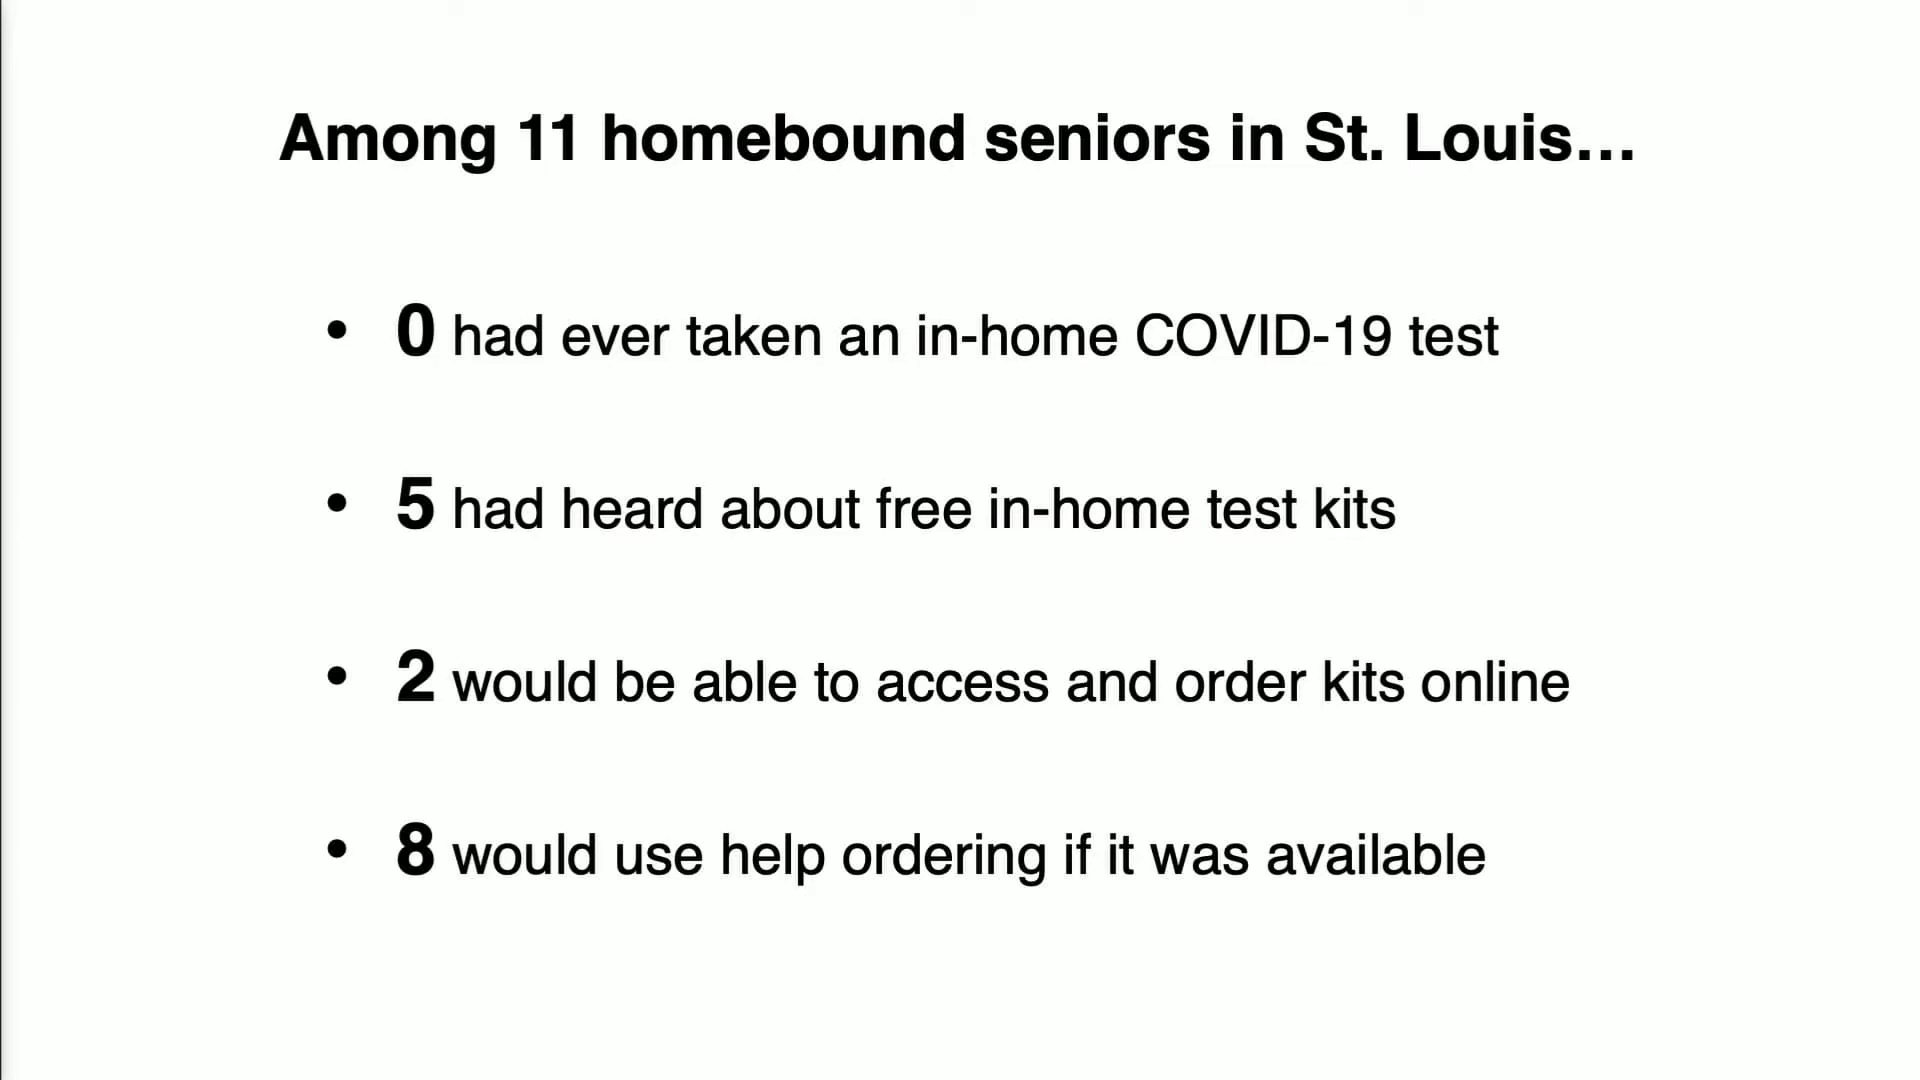 Among 11 homebound seniors in St. Louis…
• 0 had ever taken an in-home COVID-19 test
• 5 had heard about free in-home test kits
• 2 would be able to access and order kits online
• 8 would use help ordering if it was available